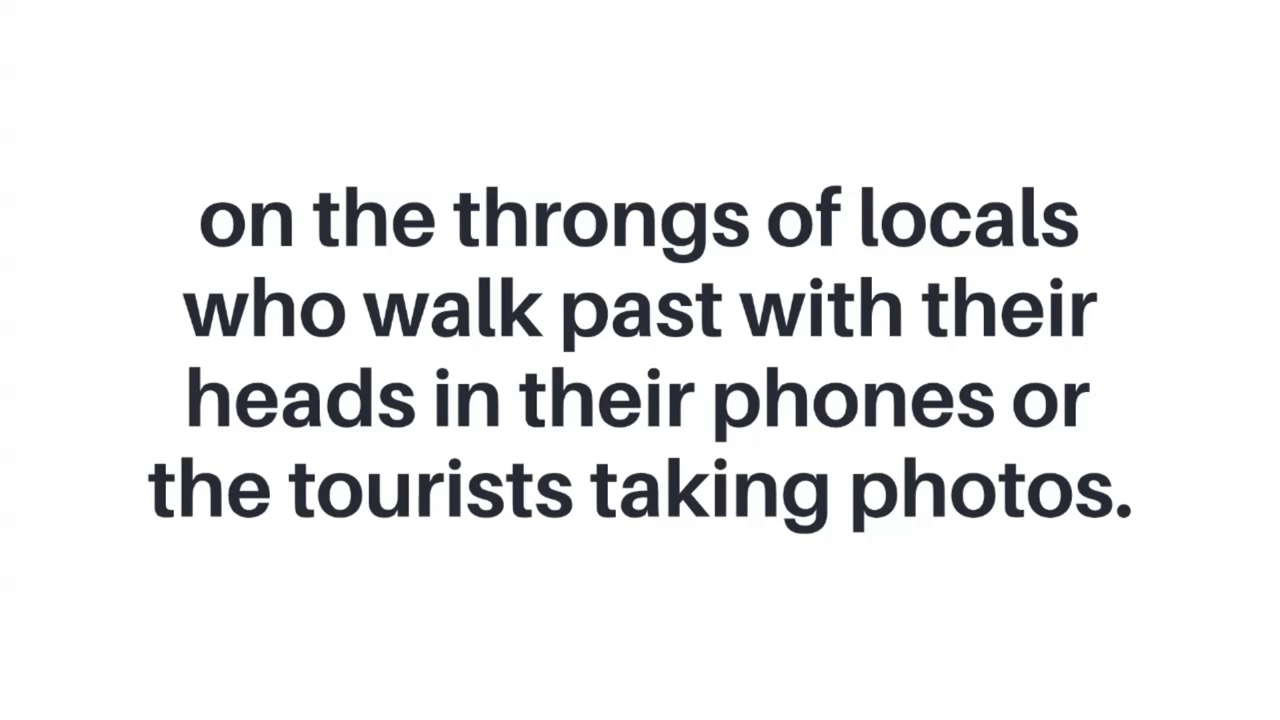 on the throngs of locals
who walk past with their
heads in their phones or
the tourists taking photos.